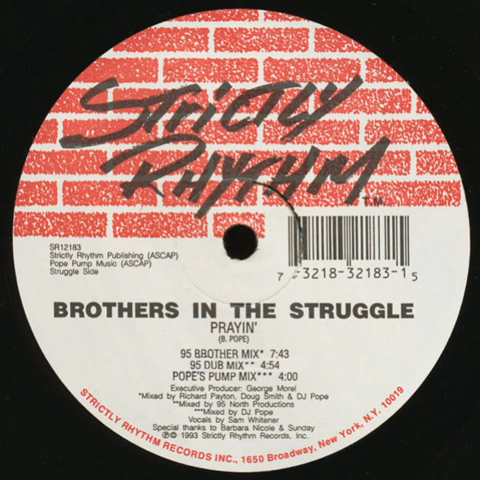 STRICTLY
RHYTHM
T.M.
SR12183
Strictly Rhythm Publishing (ASCAP)
Pope Pump Music (ASCAP)
Struggle Side
7 73218-32183-1 5
BROTHERS IN THE STRUGGLE
PRAYIN'
(B. POPE)
95 BROTHER MIX* 7:43
95 DUB MIX** 4:54
POPE'S PUMP MIX*** 4:00
Executive Producer: George Morel
*Mixed by Richard Payton, Doug Smith & DJ Pope
**Mixed by 95 North Productions
***Mixed by DJ Pope
Vocals by Sam Whitener
Special thanks to Barbara Nicole & Sunday
℗© 1993 Strictly Rhythm Records, Inc.
STRICTLY RHYTHM RECORDS INC., 1650 Broadway, New York, N.Y. 10019